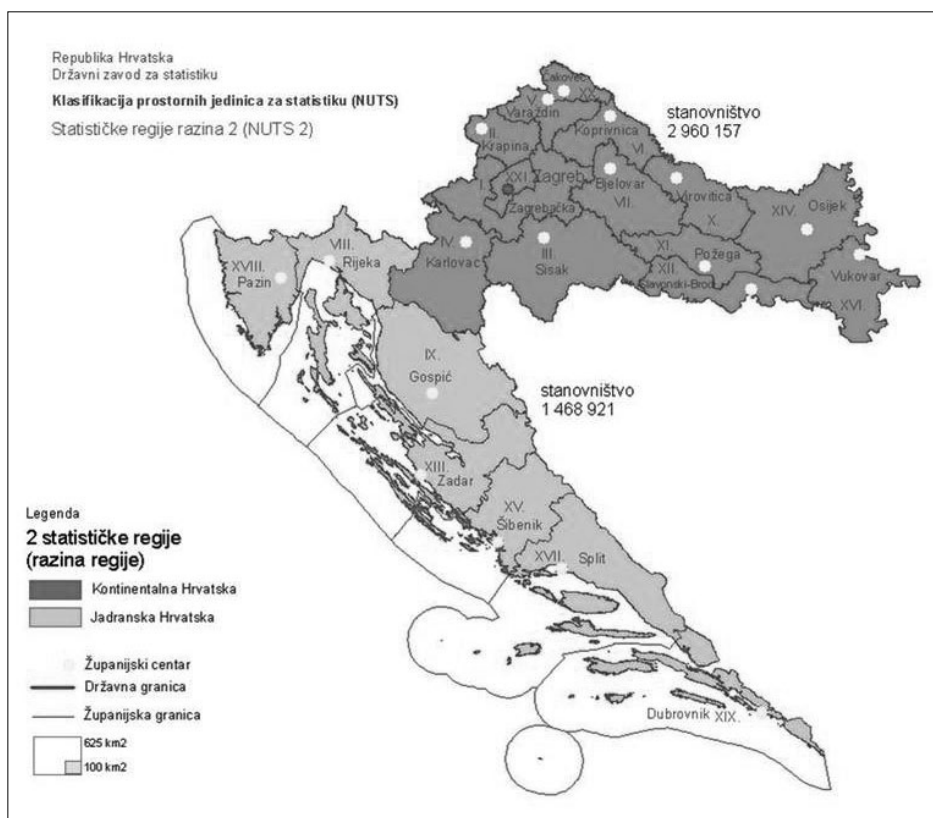 Republika Hrvatska
Državni zavod za statistiku
Klasifikacija prostornih jedinica za statistiku (NUTS)
Statističke regije razina 2 (NUTS 2)
stanovništvo
2 960 157
Čakovec
XX.
V.
Varaždin
II.
Krapina
Koprivnica
VI.
I.
XXI.
Zagreb
Zagrebačka
Bjelovar
VII.
Virovitica
X.
XIV.
Osijek
IV.
Karlovac
III.
Sisak
XI.
Požega
XII.
Slavonski-Brod
Vukovar
XVI.
XVIII.
Pazin
VIII.
Rijeka
IX.
Gospić
stanovništvo
1 468 921
XIII.
Zadar
XV.
Šibenik
XVII.
Split
Dubrovnik XIX.
Legenda
2 statističke regije
(razina regije)
Kontinentalna Hrvatska
Jadranska Hrvatska
Županijski centar
Državna granica
Županijska granica
625 km2
100 km2